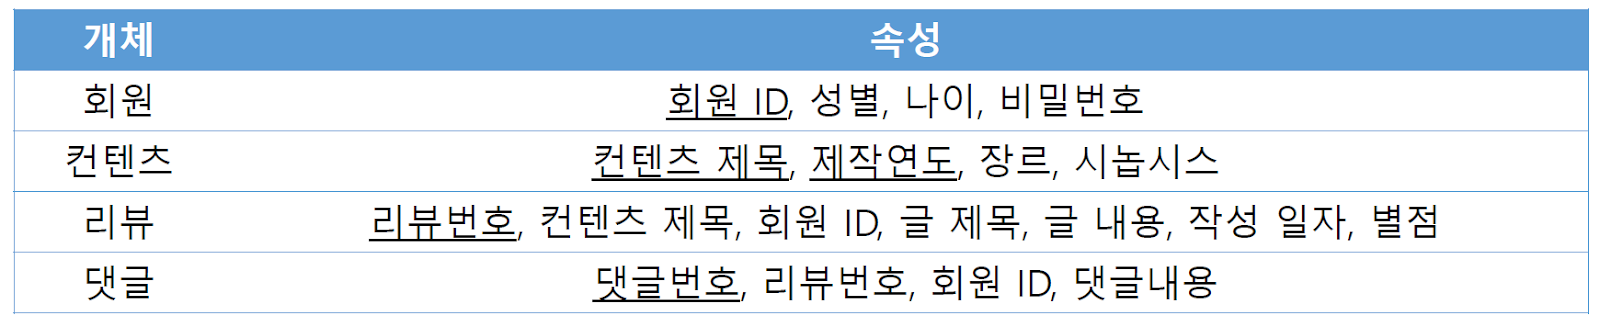 개체 속성
회원 회원 ID, 성별, 나이, 비밀번호
컨텐츠 컨텐츠 제목, 제작연도, 장르, 시놉시스
리뷰 리뷰번호, 컨텐츠 제목, 회원 ID, 글 제목, 글 내용, 작성 일자, 별점
댓글 댓글번호, 리뷰번호, 회원 ID, 댓글내용